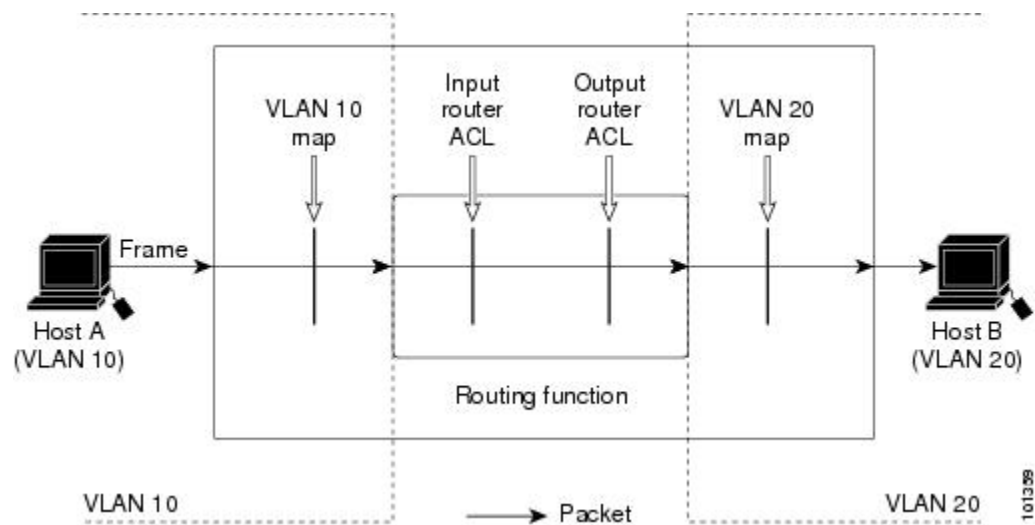 VLAN 10
map
Input
router
ACL
Output
router
ACL
VLAN 20
map
Frame
Host A
(VLAN 10)
Host B
(VLAN 20)
Routing function
VLAN 10
Packet
VLAN 20
101359